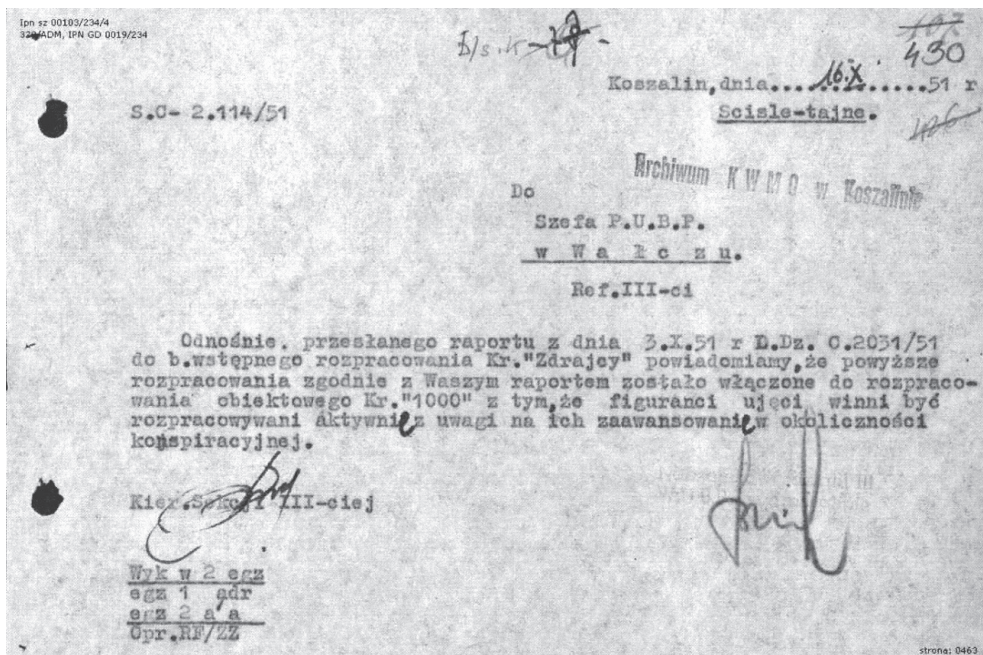 Ipn sz 00103/234/4
328/ADM, IPN GD 0019/234
107
430
Koszalin,dnia....16.X......51 r
S.C- 2.114/51
Scisle-tajne.
106
Archiwum K W M O w Koszalinie
Do
Szefa P.U.B.P.
w W a ł c z u.
Ref.III-ci
Odnośnie. przesłanego raportu z dnia 3.X.51 r L.Dz. C.2031/51
do b.wstępnego rozpracowania Kr."Zdrajcy" powiadomiamy,że powyższe
rozpracowania zgodnie z Waszym raportem zostało włączone do rozpraco-
wania obiektowego Kr."1000" z tym,że figuranci ujęci winni być
rozpracowywani aktywnie z uwagi na ich zaawansowanie w okoliczności
konspiracyjnej.
Kier.Sekcji III-ciej
Wyk w 2 egz
egz 1 adr
egz 2 a'a
Opr.RF/ZZ
strona: 0463